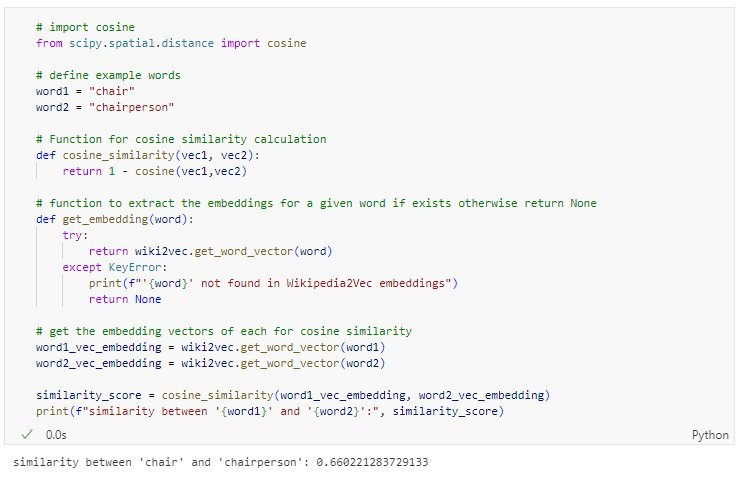 # import cosine
from scipy.spatial.distance import cosine
# define example words
word1 = "chair"
word2 = "chairperson"
# Function for cosine similarity calculation
def cosine_similarity(vec1, vec2):
return 1 - cosine(vec1,vec2)
# function to extract the embeddings for a given word if exists otherwise return None
def get_embedding(word):
try:
return wiki2vec.get_word_vector(word)
except KeyError:
print(f"'{word}' not found in Wikipedia2Vec embeddings")
return None
# get the embedding vectors of each for cosine similarity
word1_vec_embedding = wiki2vec.get_word_vector(word1)
word2_vec_embedding = wiki2vec.get_word_vector(word2)
similarity_score = cosine_similarity(word1_vec_embedding, word2_vec_embedding)
print(f"similarity between '{word1}' and '{word2}':", similarity_score)
✓ 0.0s Python
similarity between 'chair' and 'chairperson': 0.660221283729133